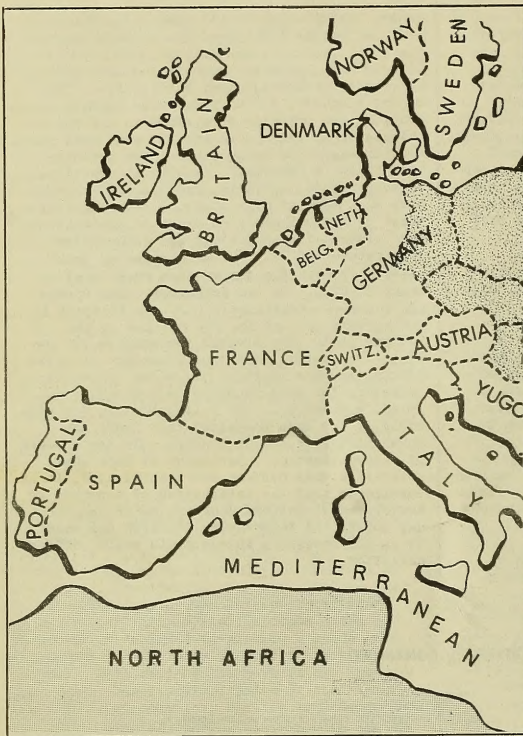 NORWAY
SWEDEN
DENMARK
IRELAND
BRITAIN
NETH.
BELG.
GERMANY
FRANCE
SWITZ.
AUSTRIA
YUGO
ITALY
PORTUGAL
SPAIN
MEDITERRANEAN
NORTH AFRICA